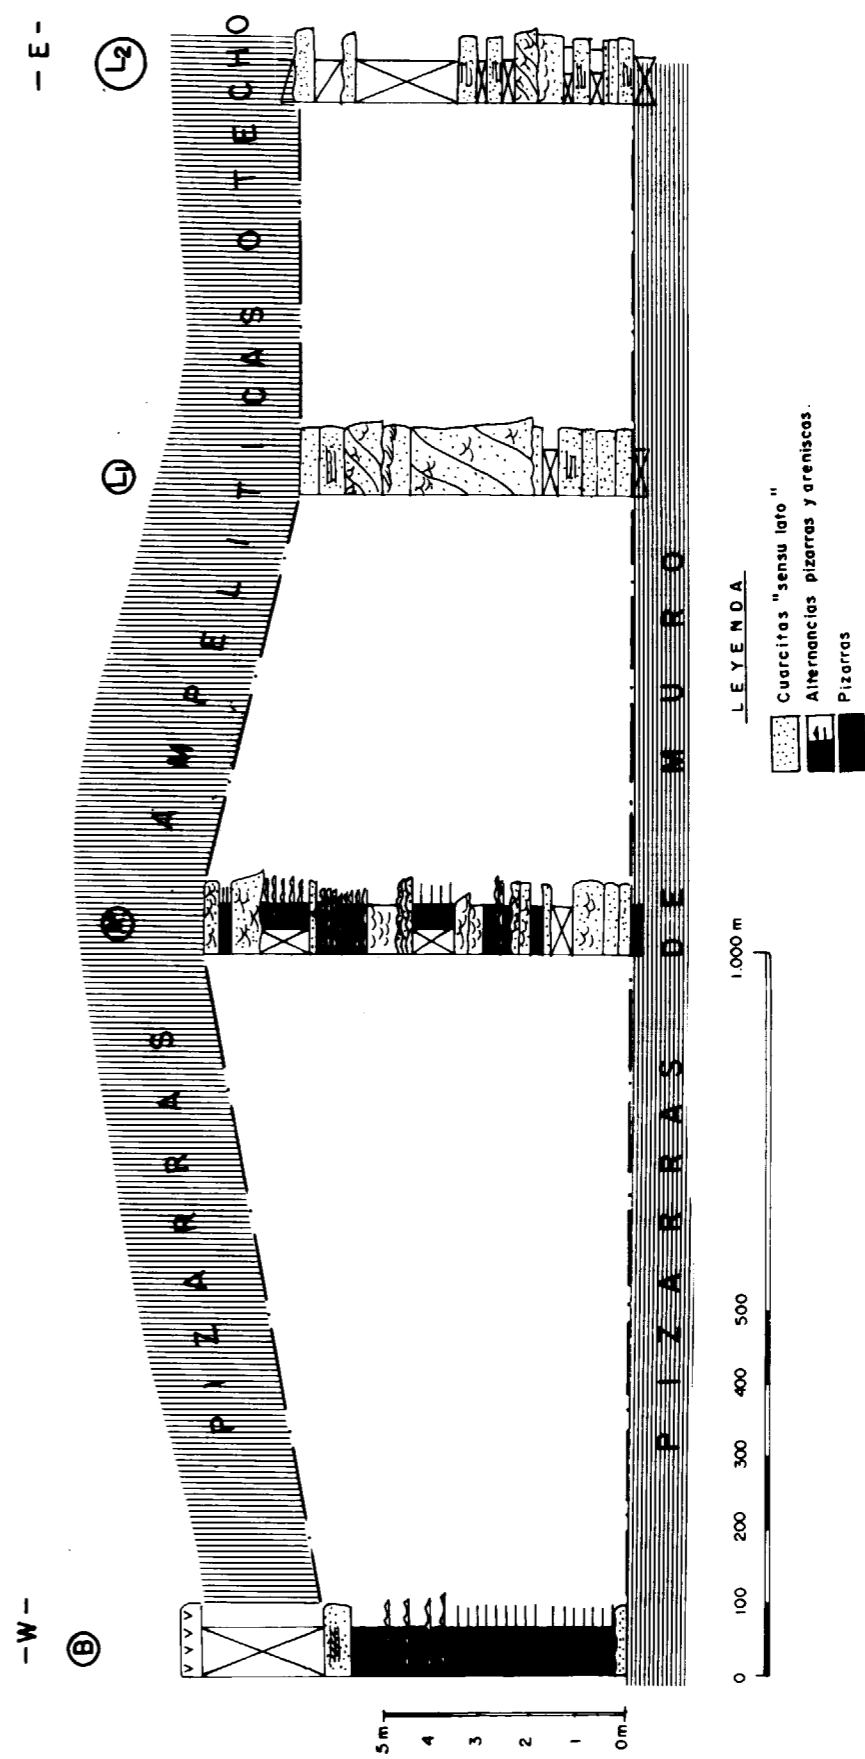 - W -
- E -
B
M
L1
L2
PIZARRAS AMPELITICAS O TECHO
5m
4
3
2
1
0m
PIZARRAS DE MURO
0 100 200 300 400 500 1.000 m
LEYENDA
Cuarcitas "sensu lato"
Alternancias pizarras y areniscas.
Pizarras